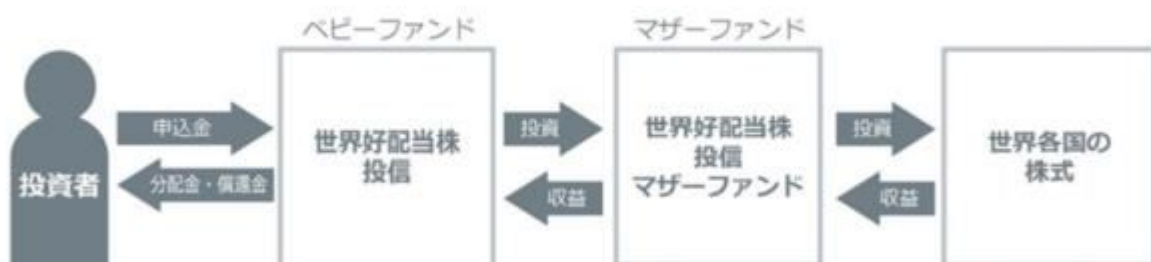 ベビーファンド
マザーファンド
投資者
申込金
分配金・償還金
世界好配当株
投信
投資
収益
世界好配当株
投信
マザーファンド
投資
収益
世界各国の
株式